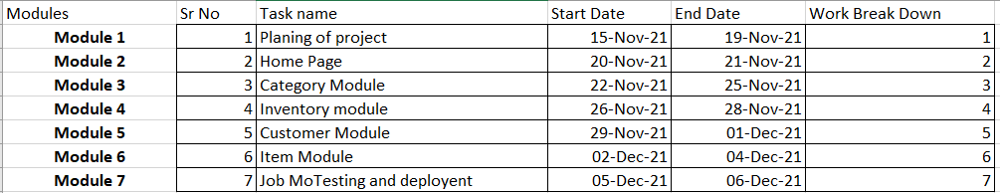 Modules Sr No Task name Start Date End Date Work Break Down
Module 1 1 Planing of project 15-Nov-21 19-Nov-21 1
Module 2 2 Home Page 20-Nov-21 21-Nov-21 2
Module 3 3 Category Module 22-Nov-21 25-Nov-21 3
Module 4 4 Inventory module 26-Nov-21 28-Nov-21 4
Module 5 5 Customer Module 29-Nov-21 01-Dec-21 5
Module 6 6 Item Module 02-Dec-21 04-Dec-21 6
Module 7 7 Job MoTesting and deployent 05-Dec-21 06-Dec-21 7